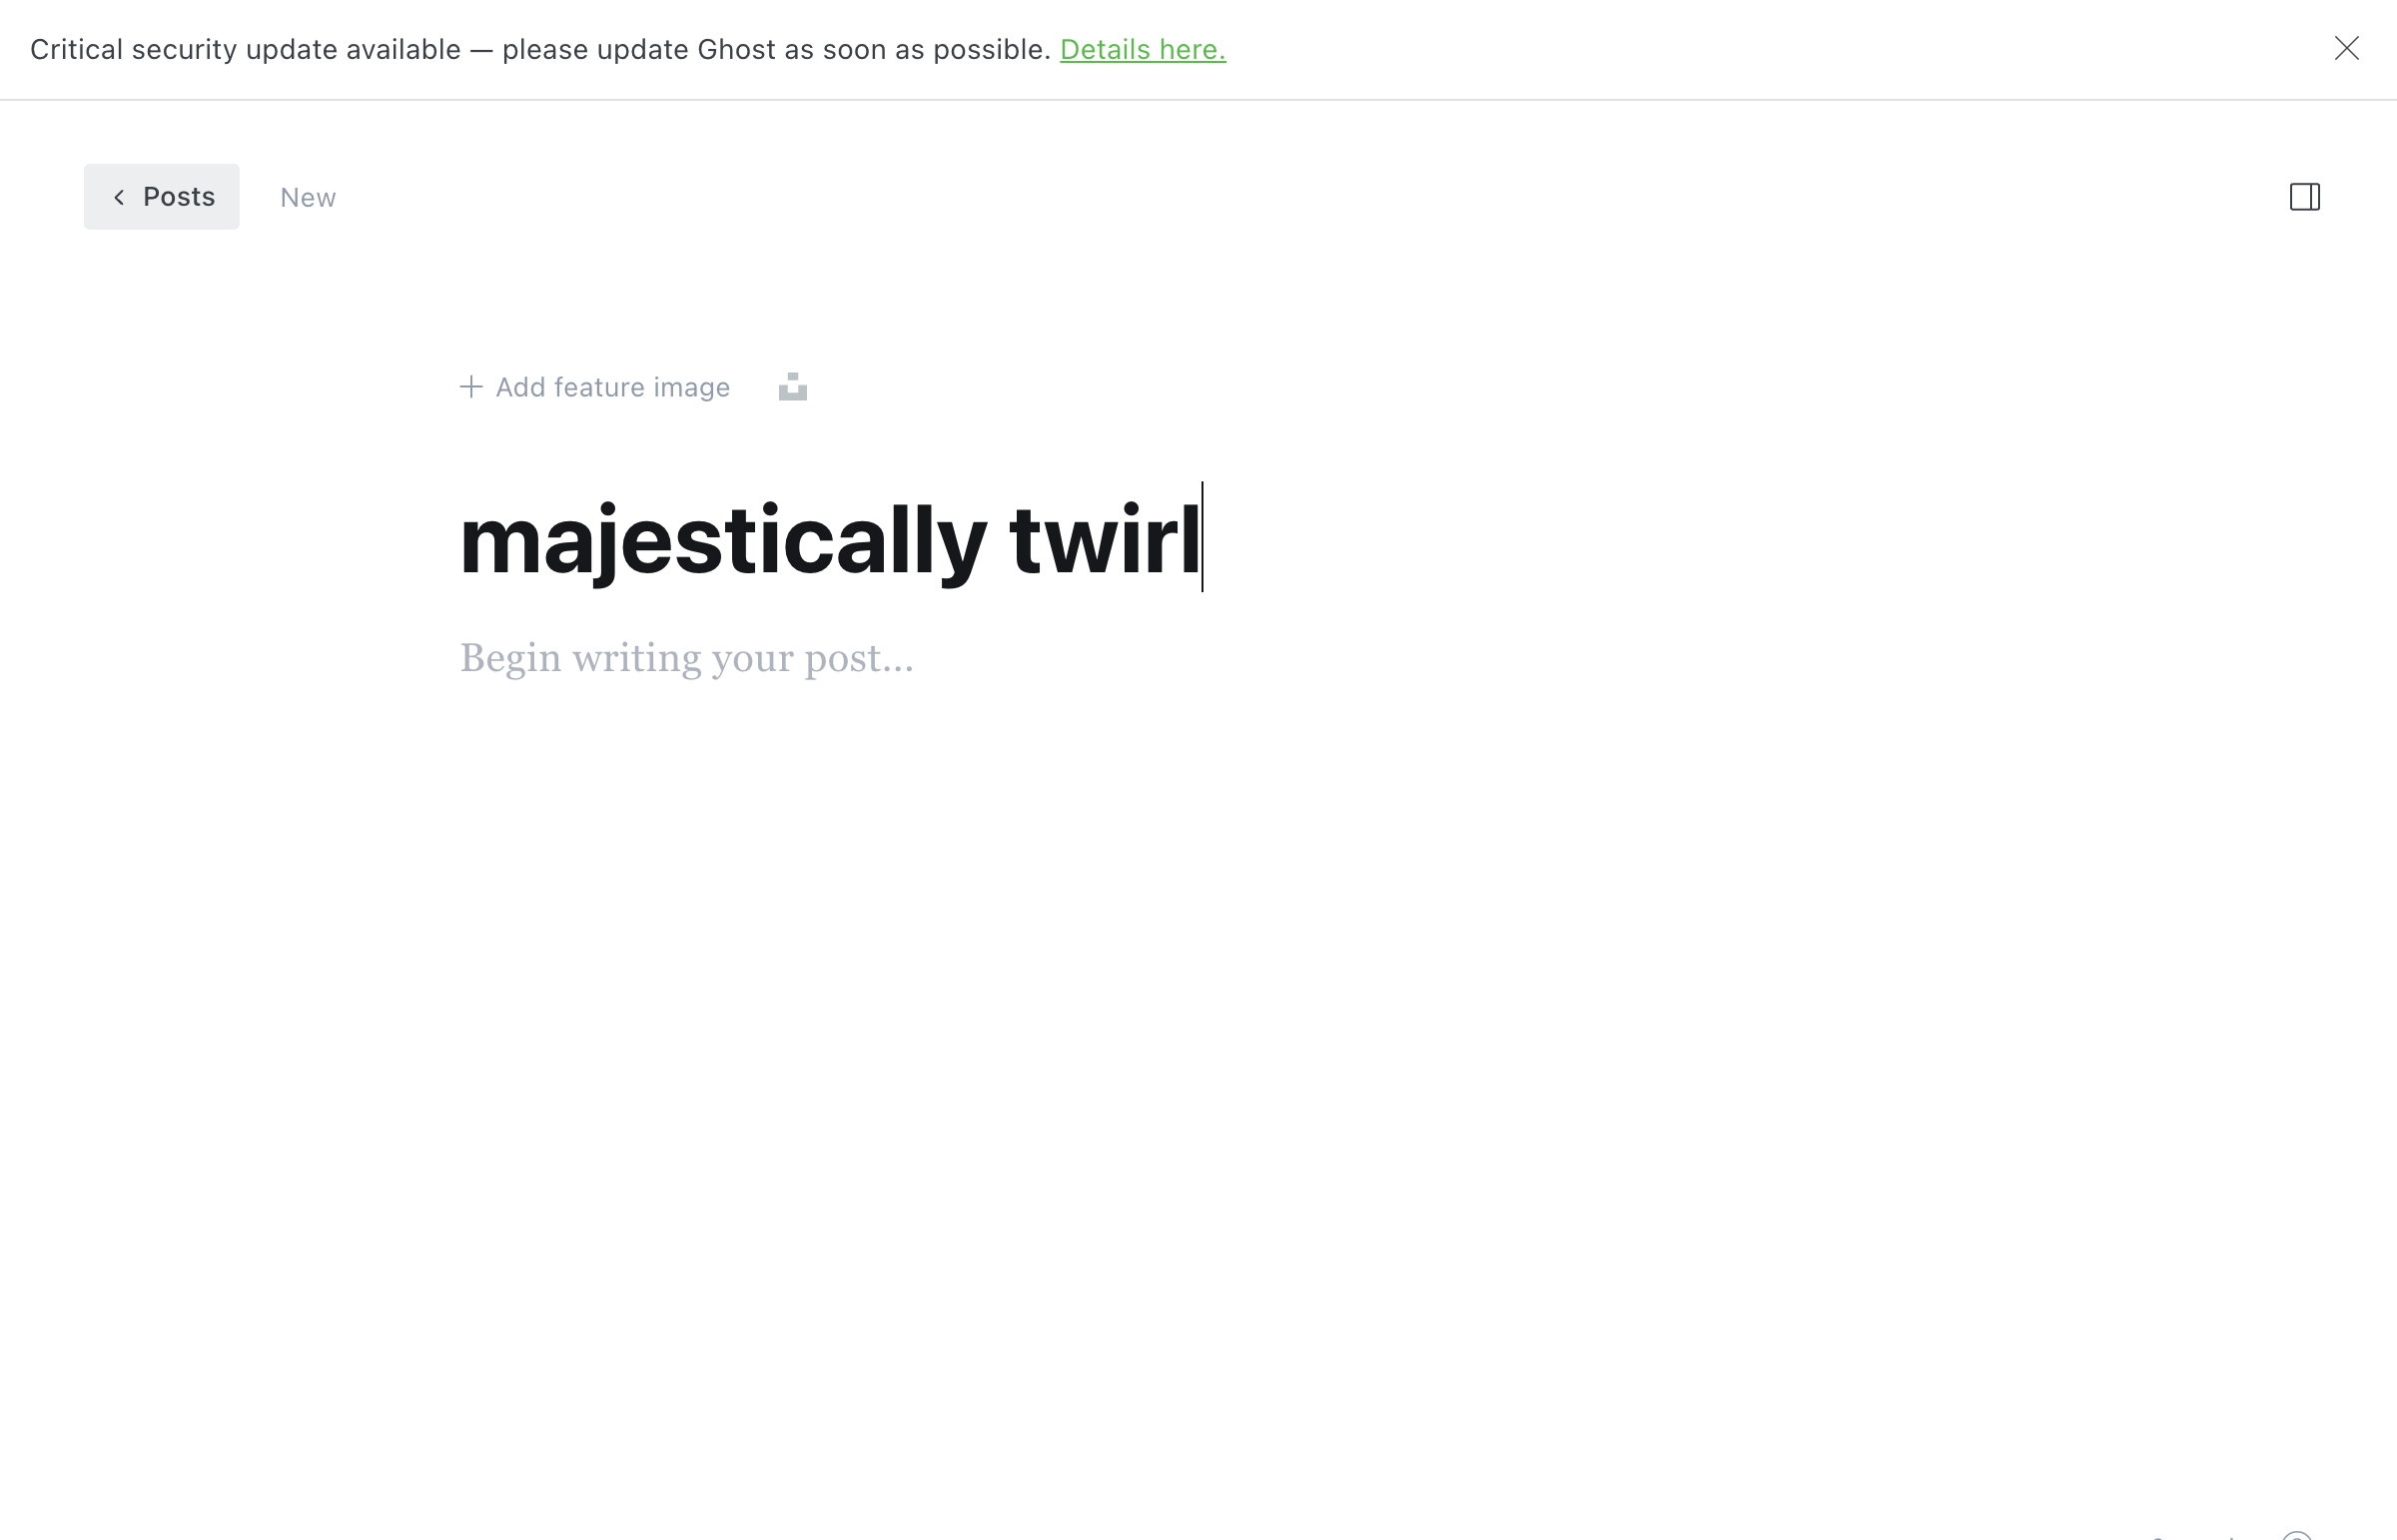 Critical security update available — please update Ghost as soon as possible. Details here.
Posts
New
Add feature image
majestically twirl
Begin writing your post...